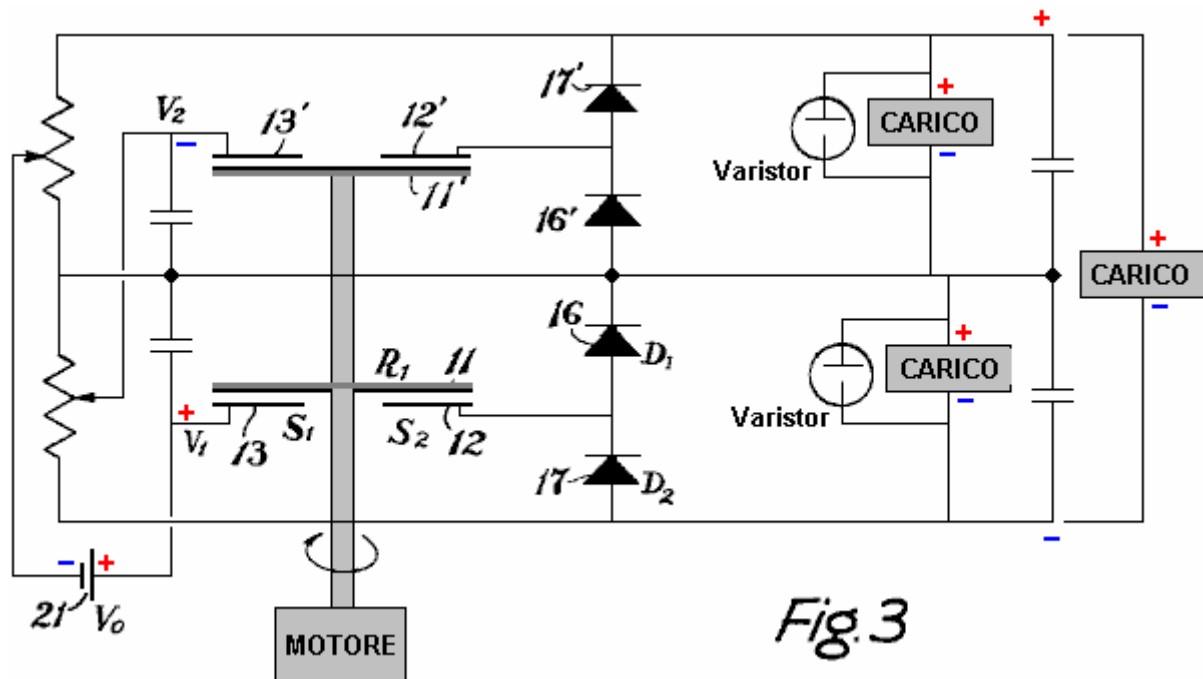 +
17'
V2
-
13'
12'
+
CARICO
-
Varistor
11'
16'
+
CARICO
-
16
D1
+
CARICO
-
R1
11
+
V1
13
S1
S2
12
Varistor
17
D2
-
-
+
21
V0
MOTORE
Fig.3